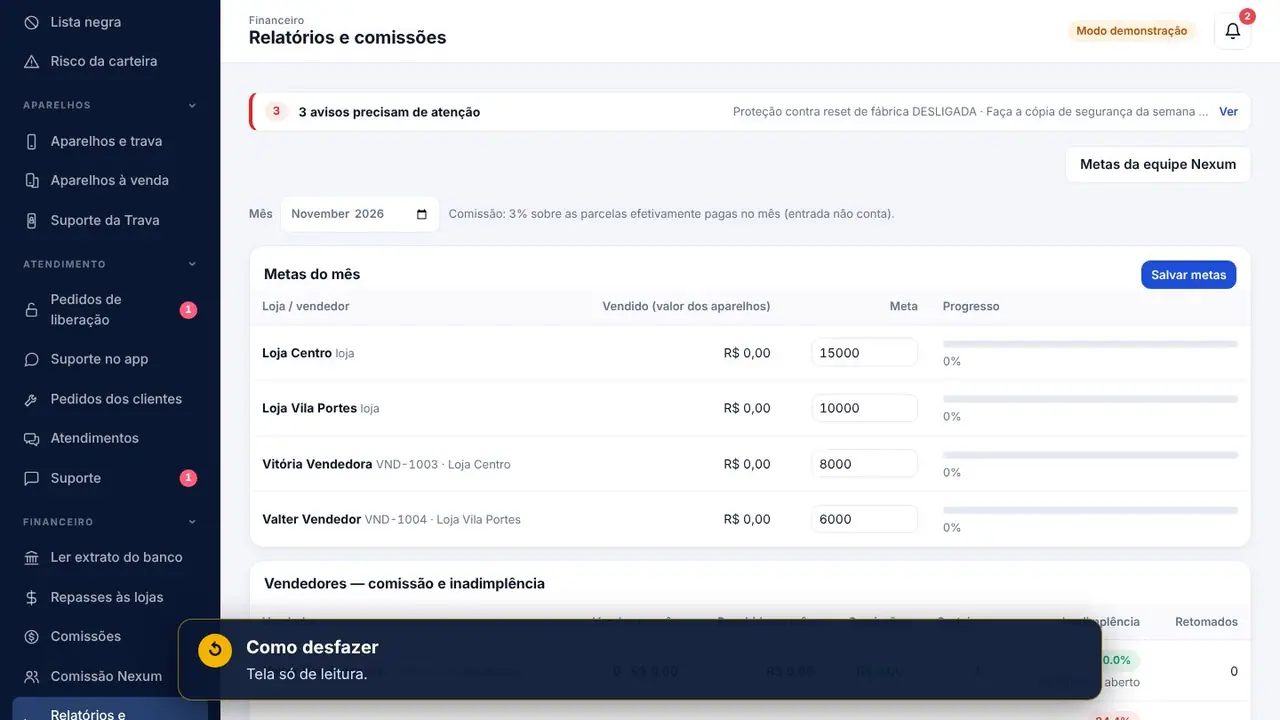 Lista negra
Risco da carteira
APARELHOS
Aparelhos e trava
Aparelhos à venda
Suporte da Trava
ATENDIMENTO
Pedidos de
liberação
1
Suporte no app
Pedidos dos clientes
Atendimentos
Suporte
1
FINANCEIRO
Ler extrato do banco
Repasses às lojas
Comissões
Comissão Nexum
Relatórios e
Financeiro
Relatórios e comissões
Modo demonstração
2
3
3 avisos precisam de atenção
Proteção contra reset de fábrica DESLIGADA · Faça a cópia de segurança da semana ...
Ver
Metas da equipe Nexum
Mês
November 2026
Comissão: 3% sobre as parcelas efetivamente pagas no mês (entrada não conta).
Metas do mês
Salvar metas
Loja / vendedor Vendido (valor dos aparelhos) Meta Progresso
Loja Centro loja R$ 0,00 15000 0%
Loja Vila Portes loja R$ 0,00 10000 0%
Vitória Vendedora VND-1003 · Loja Centro R$ 0,00 8000 0%
Valter Vendedor VND-1004 · Loja Vila Portes R$ 0,00 6000 0%
Vendedores — comissão e inadimplência
Retomados
0.0%
aberto
0
Como desfazer
Tela só de leitura.